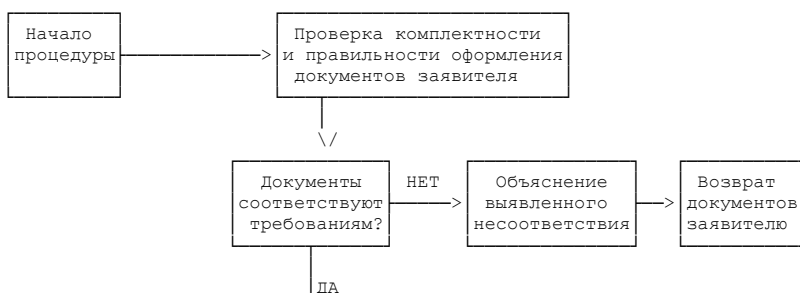 Начало
процедуры
Проверка комплектности
и правильности оформления
документов заявителя
Документы
соответствуют
требованиям?
НЕТ
Объяснение
выявленного
несоответствия
Возврат
документов
заявителю
ДА